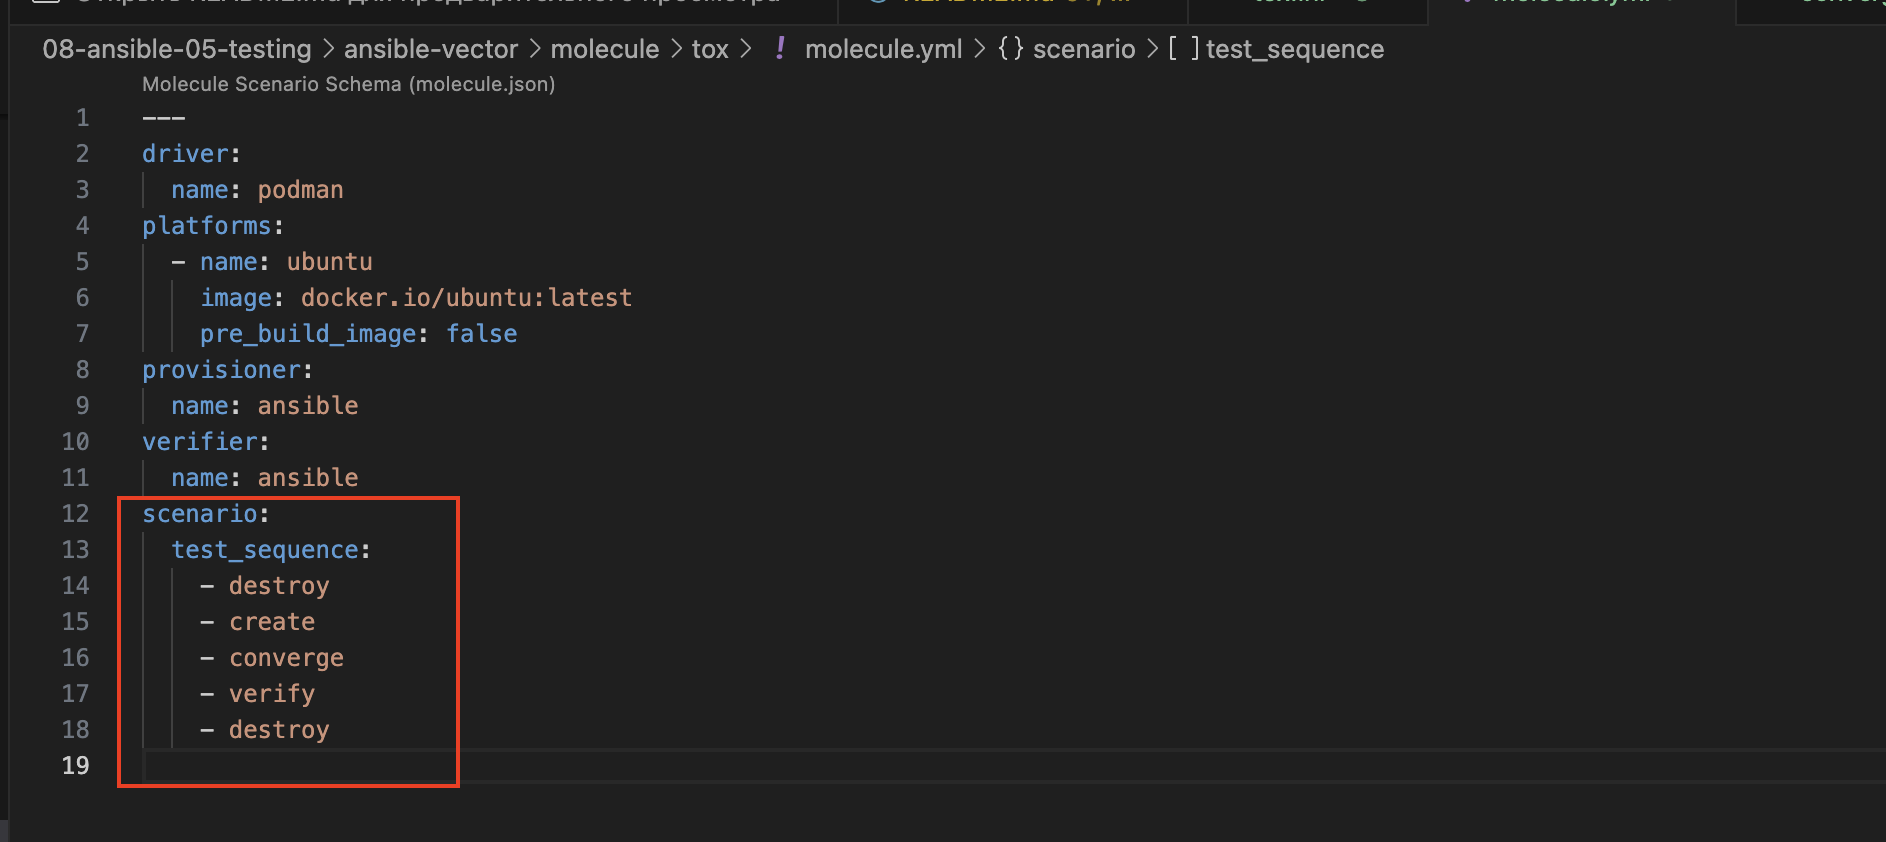 08-ansible-05-testing > ansible-vector > molecule > tox > ! molecule.yml > {} scenario > [ ] test_sequence
Molecule Scenario Schema (molecule.json)
1 ---
2 driver:
3 name: podman
4 platforms:
5 - name: ubuntu
6 image: docker.io/ubuntu:latest
7 pre_build_image: false
8 provisioner:
9 name: ansible
10 verifier:
11 name: ansible
12 scenario:
13 test_sequence:
14 - destroy
15 - create
16 - converge
17 - verify
18 - destroy
19